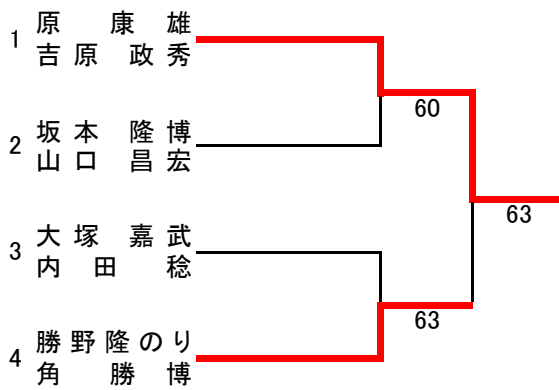 1 原 康 雄
吉 原 政 秀
60
2 坂 本 隆 博
山 口 昌 宏
63
3 大 塚 嘉 武
内 田 稔
63
4 勝 野 隆 の り
角 勝 博